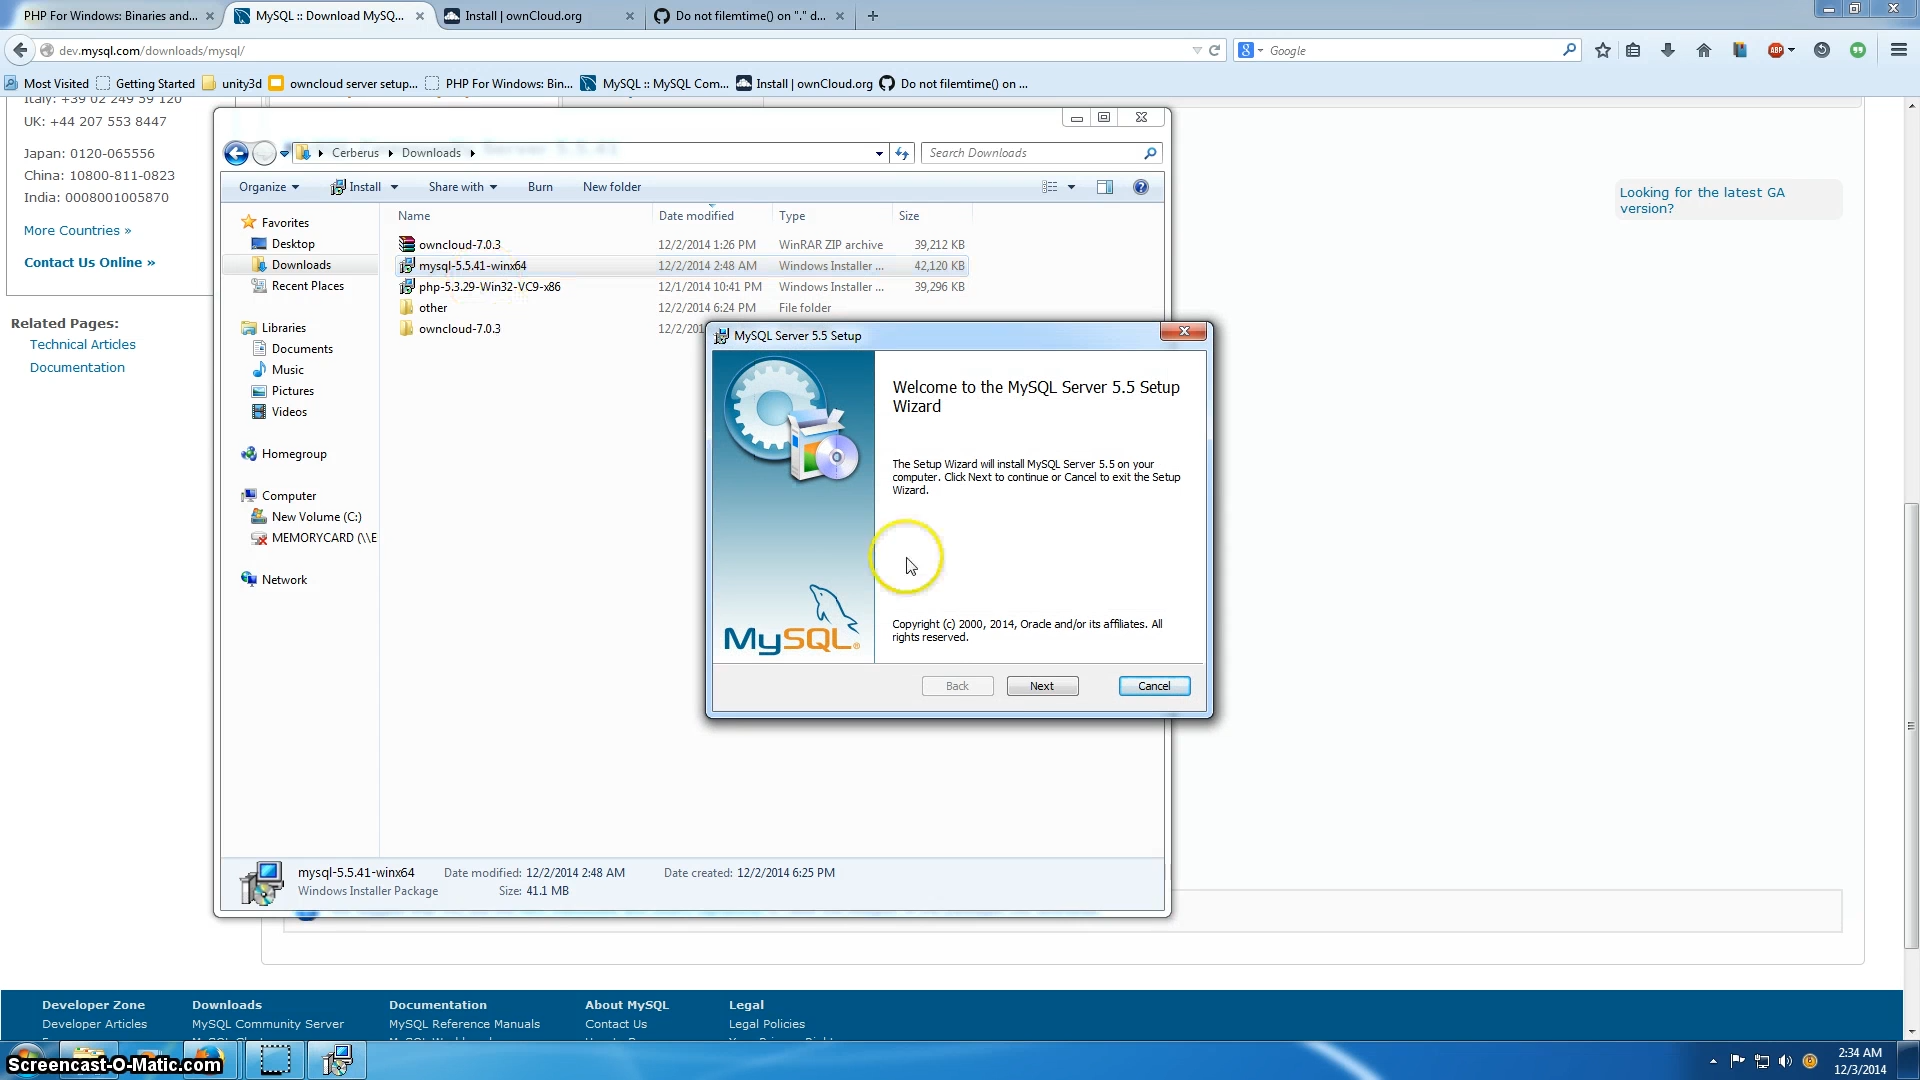 PHP For Windows: Binaries and...
MySQL :: Download MySQ...
Install | ownCloud.org
Do not filemtime() on "." d...
dev.mysql.com/downloads/mysql/
Google
Most Visited
Getting Started
unity3d
owncloud server setup...
PHP For Windows: Bin...
MySQL :: MySQL Com...
Install | ownCloud.org
Do not filemtime() on ...
Italy: +39 02 249 59 120
UK: +44 207 553 8447
Japan: 0120-065556
China: 10800-811-0823
India: 0008001005870
More Countries »
Contact Us Online »
Related Pages:
Technical Articles
Documentation
Looking for the latest GA
version?
Cerberus
Downloads
Search Downloads
Organize
Install
Share with
Burn
New folder
Name
Date modified
Type
Size
Favorites
Desktop
Downloads
Recent Places
Libraries
Documents
Music
Pictures
Videos
Homegroup
Computer
New Volume (C:)
MEMORYCARD (\\E
Network
owncloud-7.0.3 12/2/2014 1:26 PM WinRAR ZIP archive 39,212 KB
mysql-5.5.41-winx64 12/2/2014 2:48 AM Windows Installer ... 42,120 KB
php-5.3.29-Win32-VC9-x86 12/1/2014 10:41 PM Windows Installer ... 39,296 KB
other 12/2/2014 6:24 PM File folder
owncloud-7.0.3 12/2/201
MySQL Server 5.5 Setup
Welcome to the MySQL Server 5.5 Setup
Wizard
The Setup Wizard will install MySQL Server 5.5 on your
computer. Click Next to continue or Cancel to exit the Setup
Wizard.
Copyright (c) 2000, 2014, Oracle and/or its affiliates. All
rights reserved.
MySQL®
Back
Next
Cancel
mysql-5.5.41-winx64 Date modified: 12/2/2014 2:48 AM Date created: 12/2/2014 6:25 PM
Windows Installer Package Size: 41.1 MB
Developer Zone
Developer Articles
Downloads
MySQL Community Server
Documentation
MySQL Reference Manuals
About MySQL
Contact Us
Legal
Legal Policies
Screencast-O-Matic.com
2:34 AM
12/3/2014